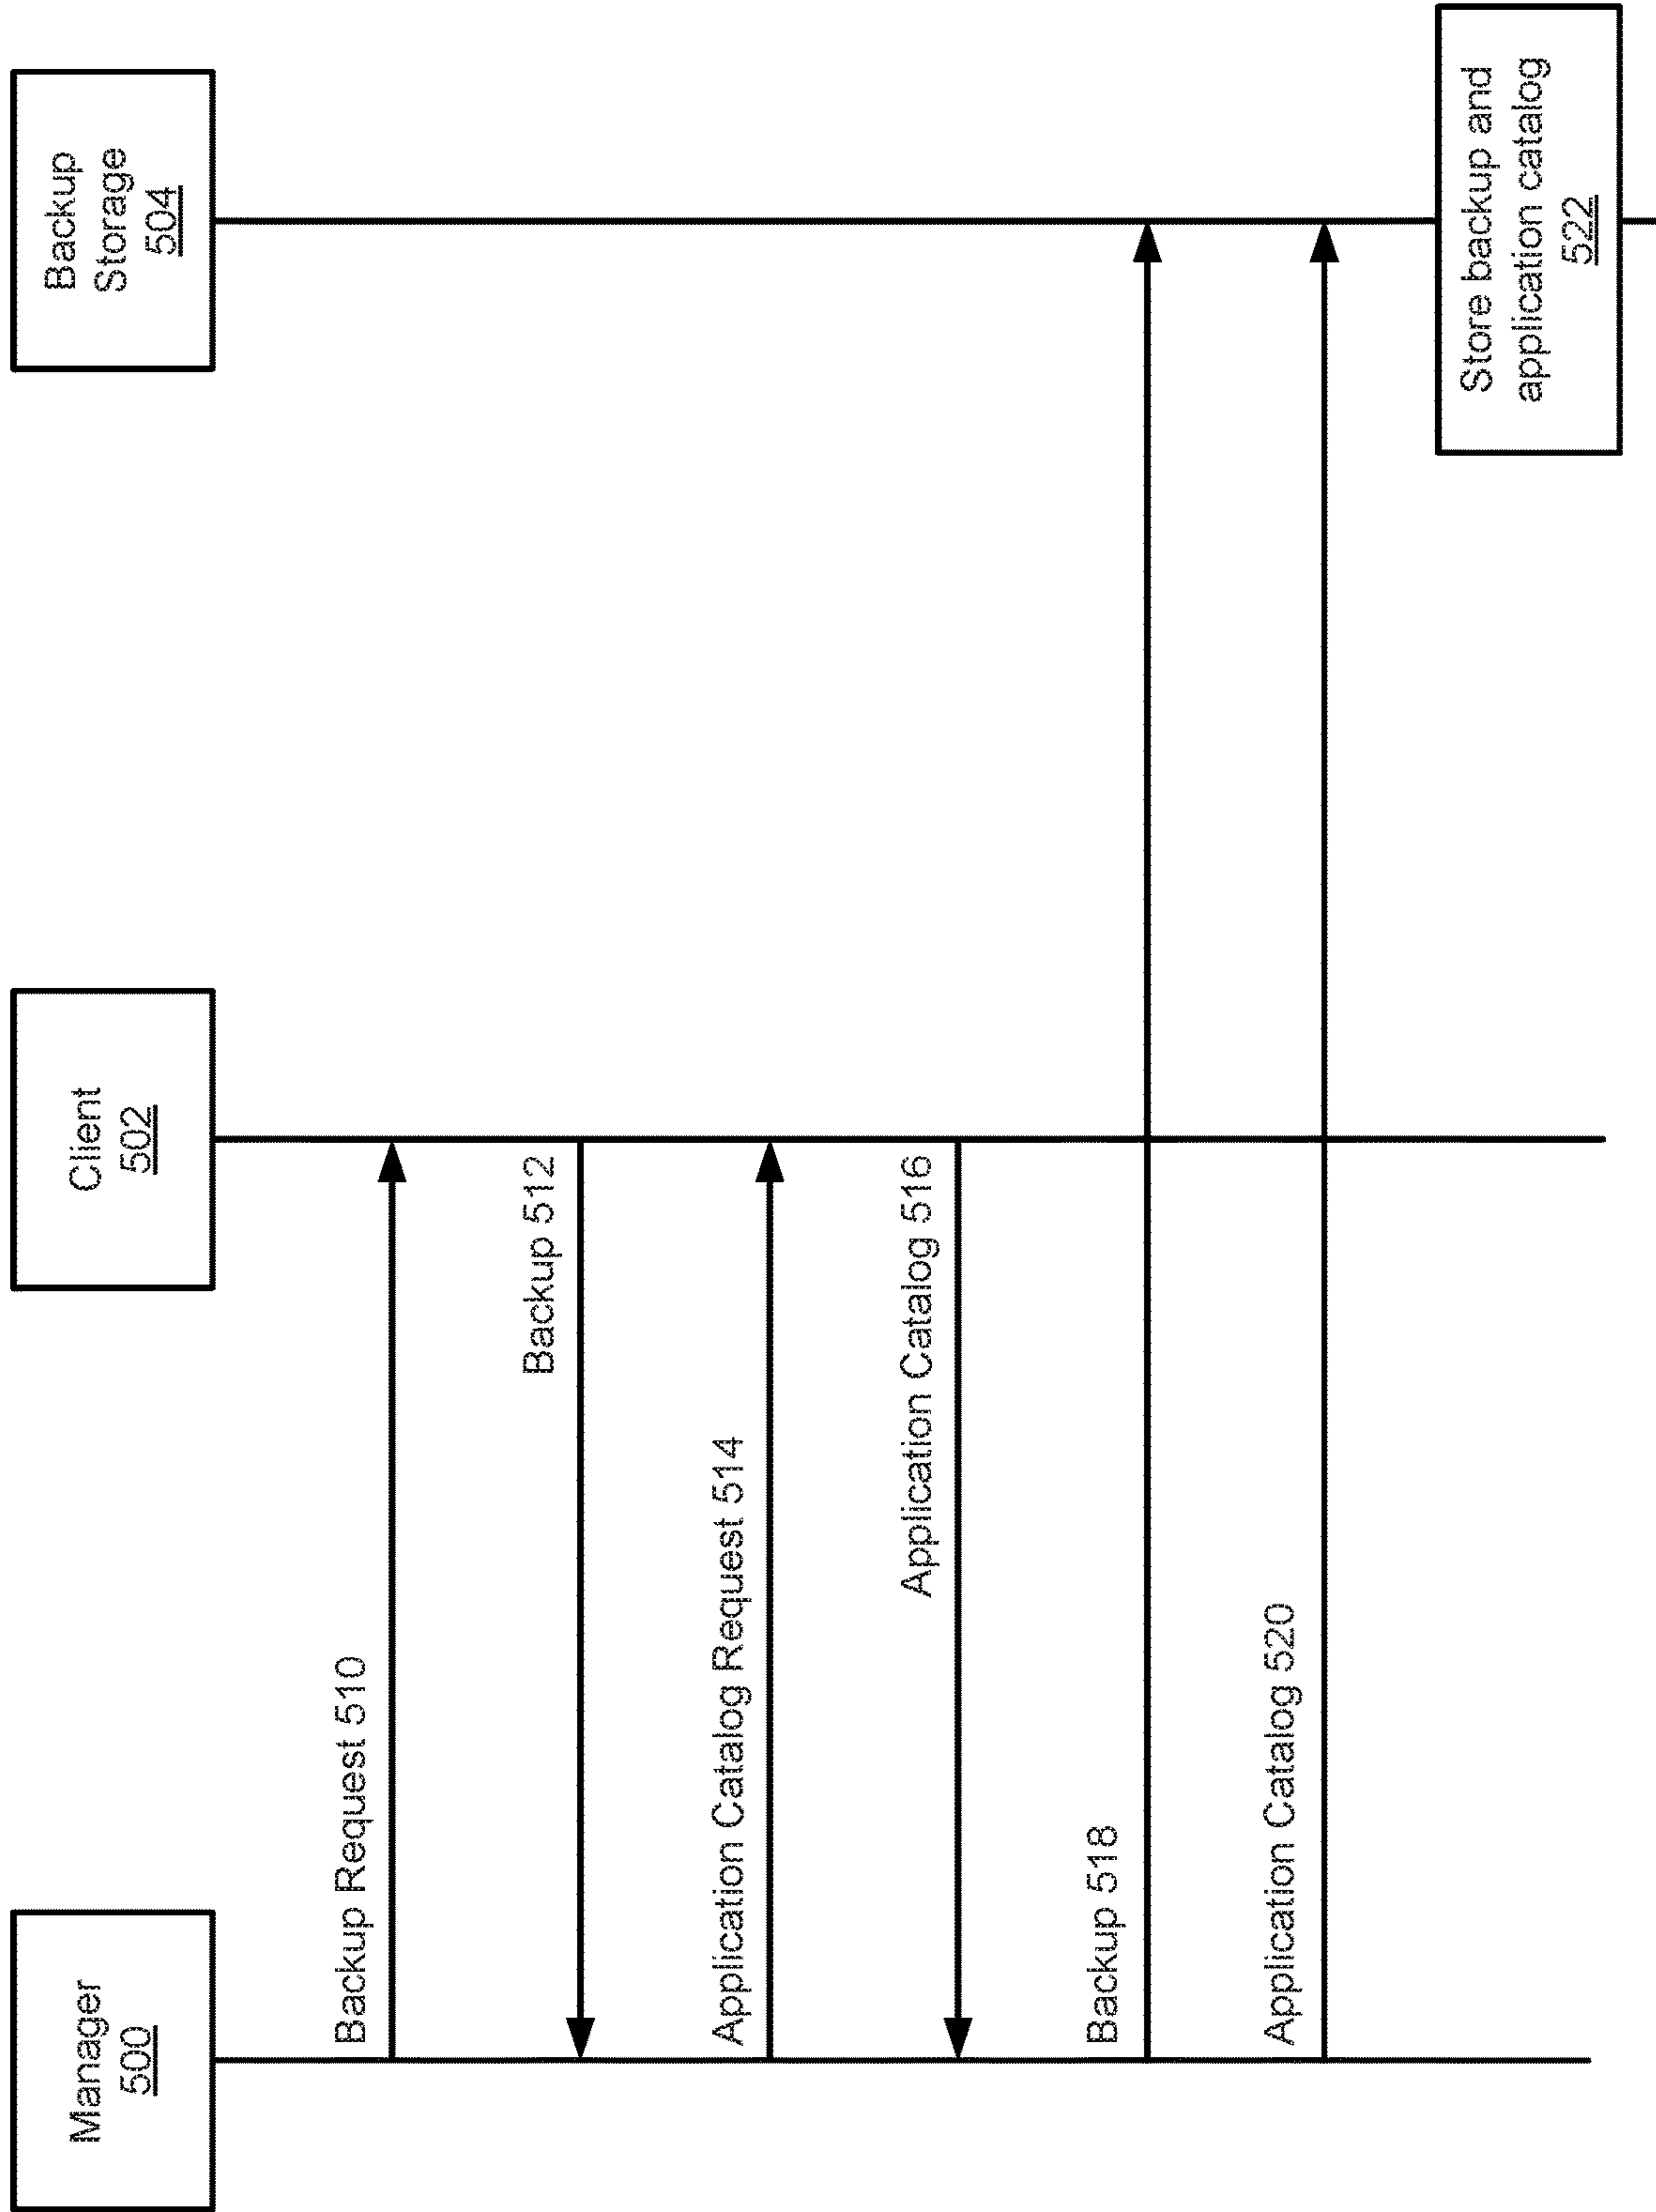 Manager
500
Client
502
Backup
Storage
504
Backup Request 510
Backup 512
Application Catalog Request 514
Application Catalog 516
Backup 518
Application Catalog 520
Store backup and
application catalog
522